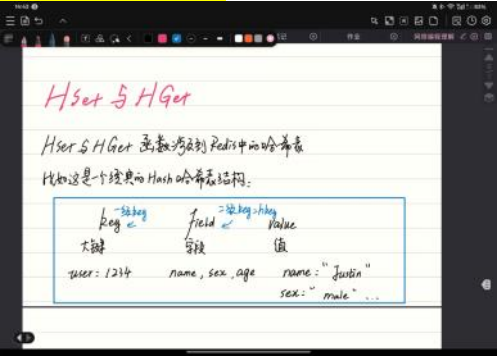 HSet与HGet
HSet与HGet 函数涉及到Redis中的哈希表
比如这是一个经典的Hash哈希表结构:
一级key 二级key=hkey
key field value
大键 字段 值
user: 1234 name, sex, age name: "Justin"
sex: "male" ...